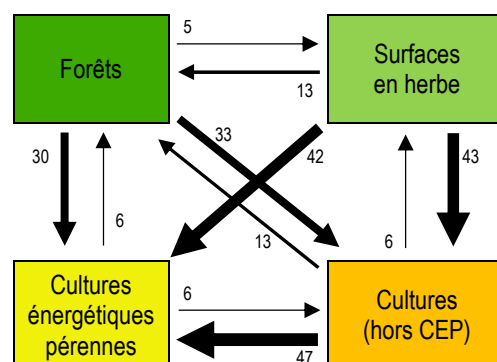 5
Forêts
Surfaces
en herbe
13
30
33
42
43
6
13
6
Cultures
énergétiques
pérennes
6
Cultures
(hors CEP)
47